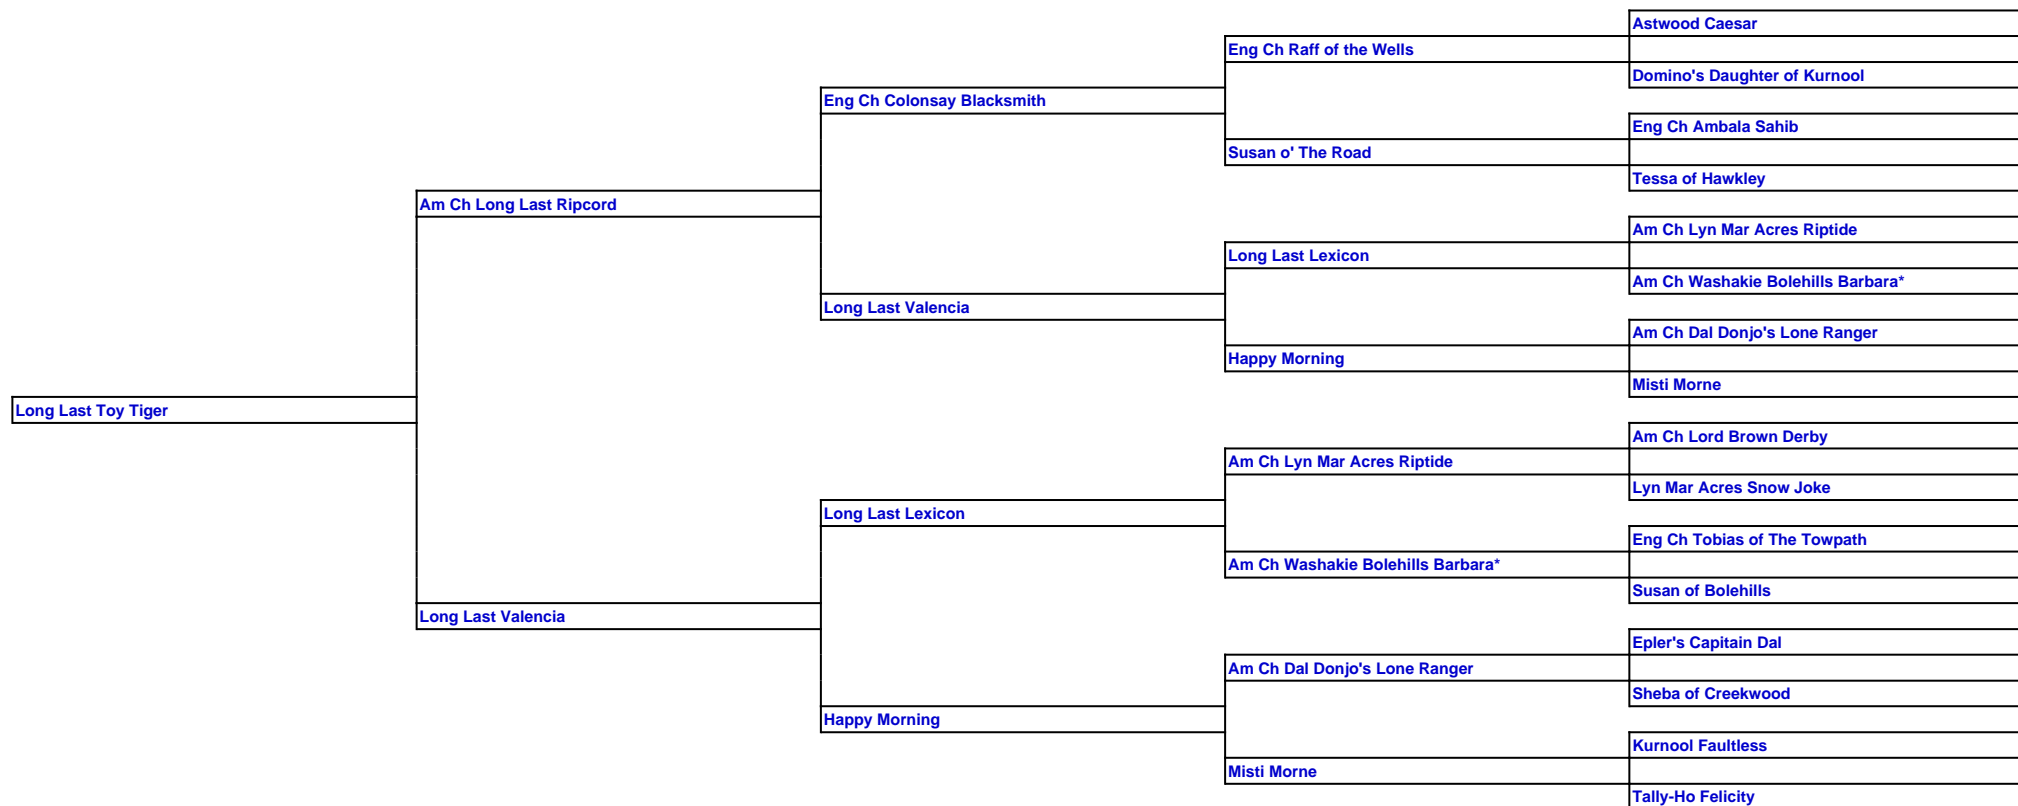 Astwood Caesar
Eng Ch Raff of the Wells
Domino's Daughter of Kurnool
Eng Ch Colonsay Blacksmith
Eng Ch Ambala Sahib
Susan o' The Road
Tessa of Hawkley
Am Ch Long Last Ripcord
Am Ch Lyn Mar Acres Riptide
Long Last Lexicon
Am Ch Washakie Bolehills Barbara*
Long Last Valencia
Am Ch Dal Donjo's Lone Ranger
Happy Morning
Misti Morne
Long Last Toy Tiger
Am Ch Lord Brown Derby
Am Ch Lyn Mar Acres Riptide
Lyn Mar Acres Snow Joke
Long Last Lexicon
Eng Ch Tobias of The Towpath
Am Ch Washakie Bolehills Barbara*
Susan of Bolehills
Long Last Valencia
Epler's Capitain Dal
Am Ch Dal Donjo's Lone Ranger
Sheba of Creekwood
Happy Morning
Kurnool Faultless
Misti Morne
Tally-Ho Felicity